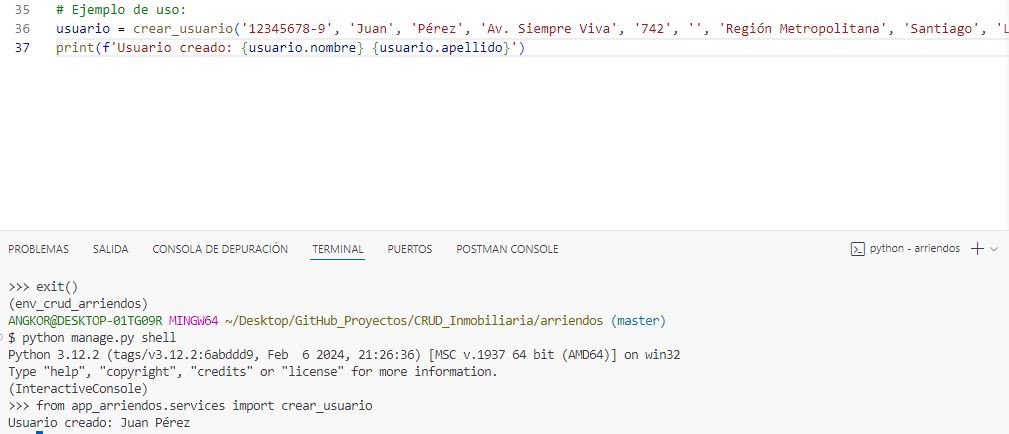 35 # Ejemplo de uso:
36 usuario = crear_usuario('12345678-9', 'Juan', 'Pérez', 'Av. Siempre Viva', '742', '', 'Región Metropolitana', 'Santiago', 'L
37 print(f'Usuario creado: {usuario.nombre} {usuario.apellido}')
PROBLEMAS SALIDA CONSOLA DE DEPURACIÓN TERMINAL PUERTOS POSTMAN CONSOLE python - arriendos
>>> exit()
(env_crud_arriendos)
ANGKOR@DESKTOP-01TG09R MINGW64 ~/Desktop/GitHub_Proyectos/CRUD_Inmobiliaria/arriendos (master)
$ python manage.py shell
Python 3.12.2 (tags/v3.12.2:6abddd9, Feb  6 2024, 21:26:36) [MSC v.1937 64 bit (AMD64)] on win32
Type "help", "copyright", "credits" or "license" for more information.
(InteractiveConsole)
>>> from app_arriendos.services import crear_usuario
Usuario creado: Juan Pérez